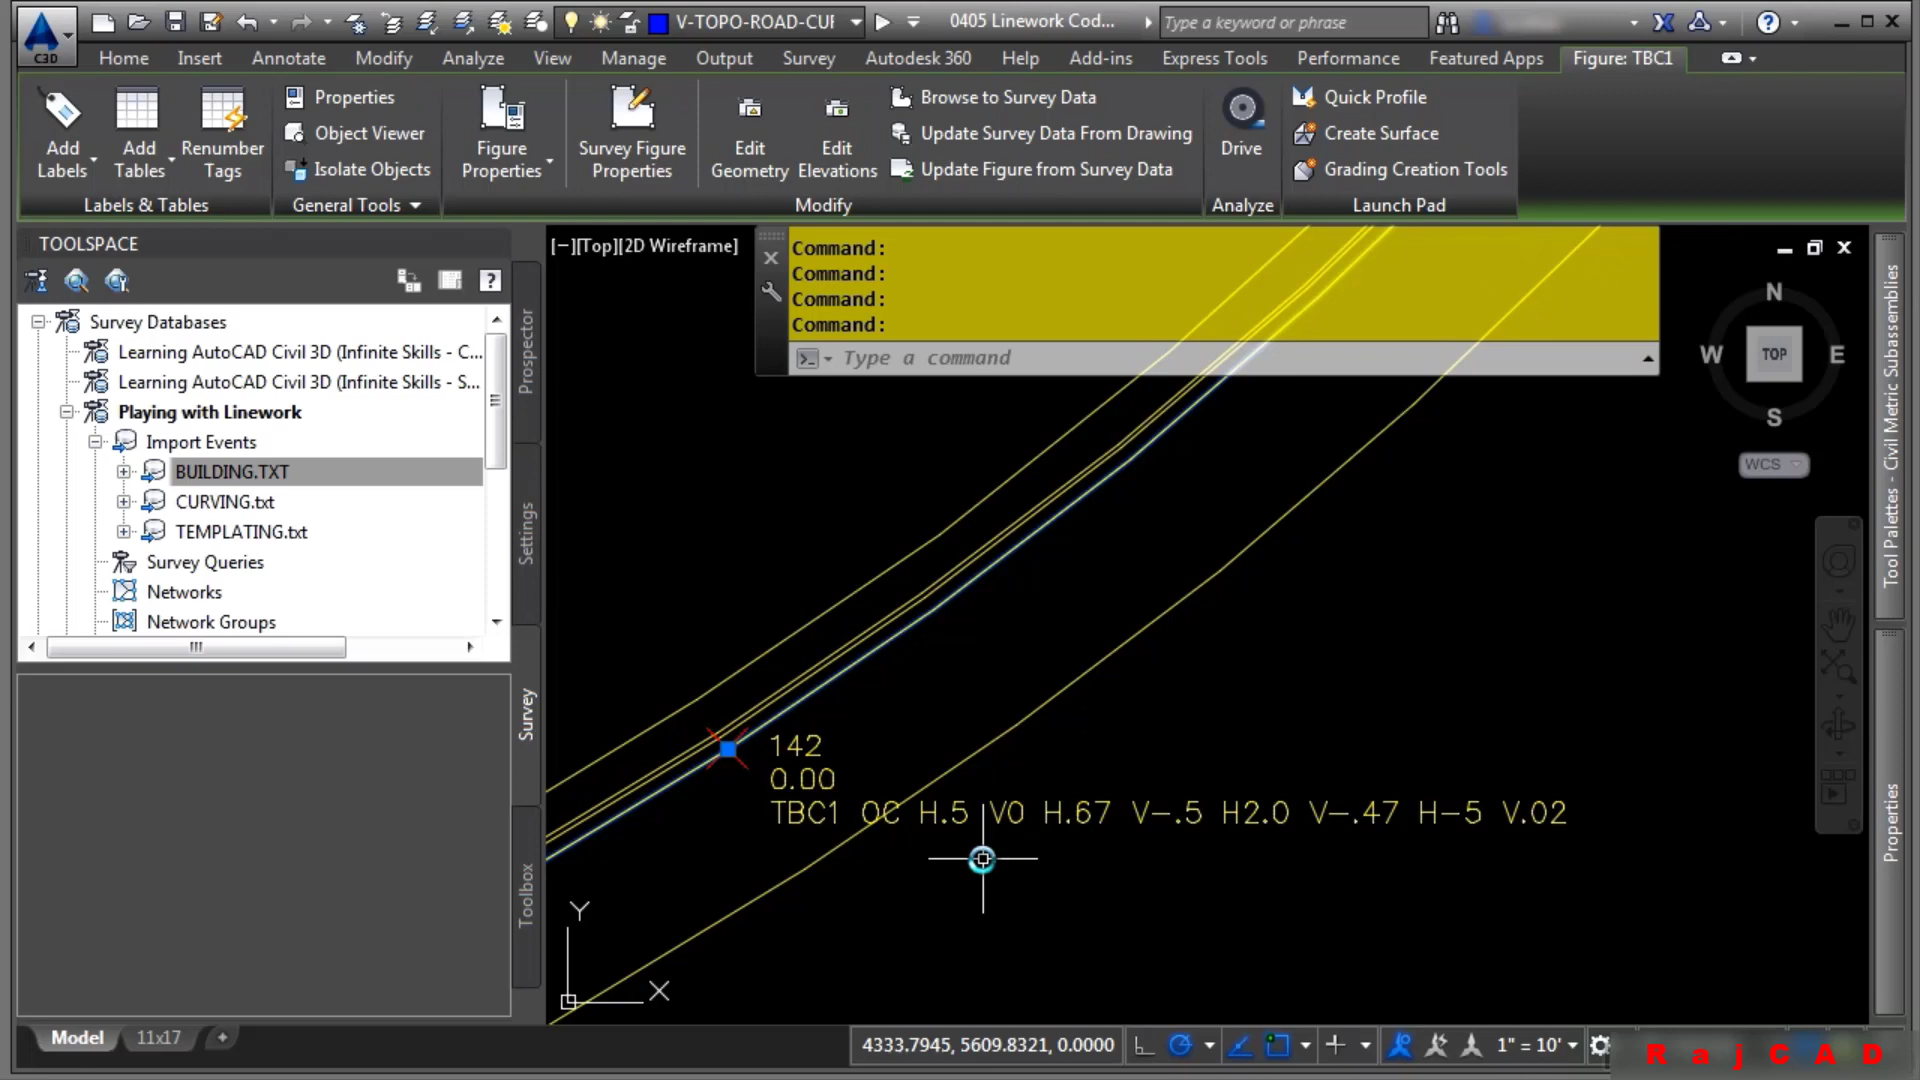 V-TOPO-ROAD-CUR
0405 Linework Cod...
Type a keyword or phrase
C3D
Home
Insert
Annotate
Modify
Analyze
View
Manage
Output
Survey
Autodesk 360
Help
Add-ins
Express Tools
Performance
Featured Apps
Figure: TBC1
Add Labels
Add Tables
Renumber Tags
Labels & Tables
Properties
Object Viewer
Isolate Objects
General Tools
Figure Properties
Survey Figure Properties
Edit Geometry
Edit Elevations
Browse to Survey Data
Update Survey Data From Drawing
Update Figure from Survey Data
Modify
Drive
Analyze
Quick Profile
Create Surface
Grading Creation Tools
Launch Pad
TOOLSPACE
Survey Databases
Learning AutoCAD Civil 3D (Infinite Skills - C...
Learning AutoCAD Civil 3D (Infinite Skills - S...
Playing with Linework
Import Events
BUILDING.TXT
CURVING.txt
TEMPLATING.txt
Survey Queries
Networks
Network Groups
Prospector
Settings
Survey
Toolbox
[−][Top][2D Wireframe]
Command:
Command:
Command:
Command:
Type a command
N
W
TOP
E
S
WCS
142
0.00
TBC1 OC H.5 V0 H.67 V-.5 H2.0 V-.47 H-5 V.02
Y
X
Tool Palettes - Civil Metric Subassemblies
Properties
Model
11x17
4333.7945, 5609.8321, 0.0000
1" = 10'
RajCAD